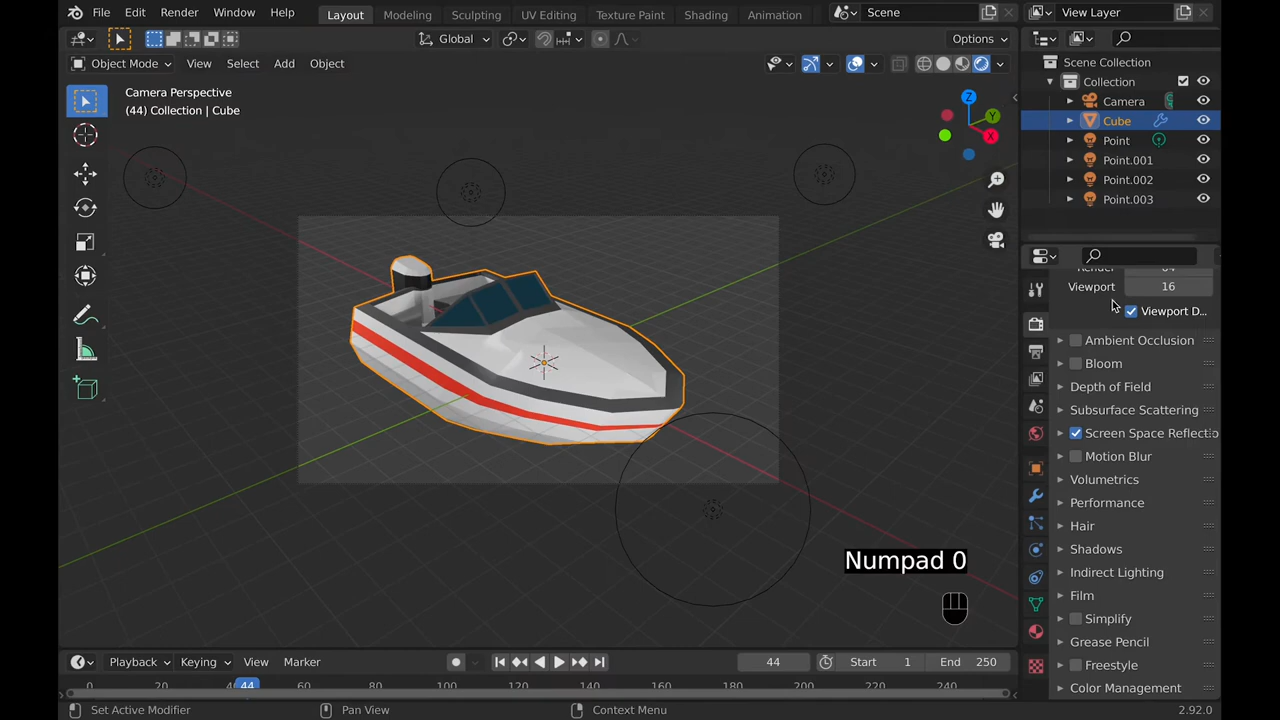 File Edit Render Window Help Layout Modeling Sculpting UV Editing Texture Paint Shading Animation Scene View Layer
Global Options
Object Mode View Select Add Object
Scene Collection
Collection
Camera
Cube
Point
Point.001
Point.002
Point.003
Camera Perspective
(44) Collection | Cube
Z
Y
X
Viewport 16
Viewport D...
Ambient Occlusion
Bloom
Depth of Field
Subsurface Scattering
Screen Space Reflectio
Motion Blur
Volumetrics
Performance
Hair
Shadows
Indirect Lighting
Film
Simplify
Grease Pencil
Freestyle
Color Management
Numpad 0
Playback Keying View Marker 44 Start 1 End 250
0 20 44 60 80 100 120 140 160 180 200 220 240
Set Active Modifier Pan View Context Menu 2.92.0